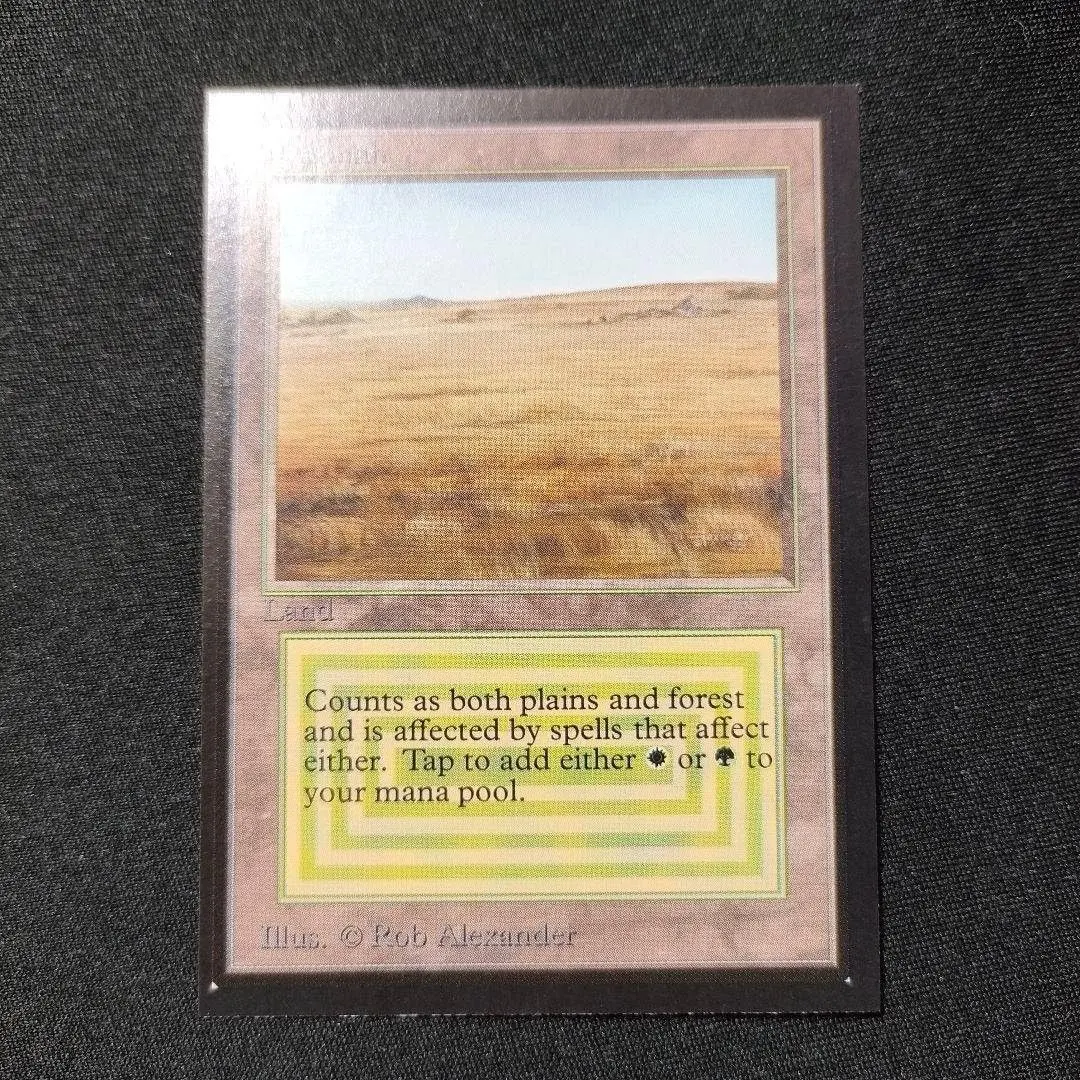 Land
Counts as both plains and forest
and is affected by spells that affect
either. Tap to add either or to
your mana pool.
Illus. © Rob Alexander